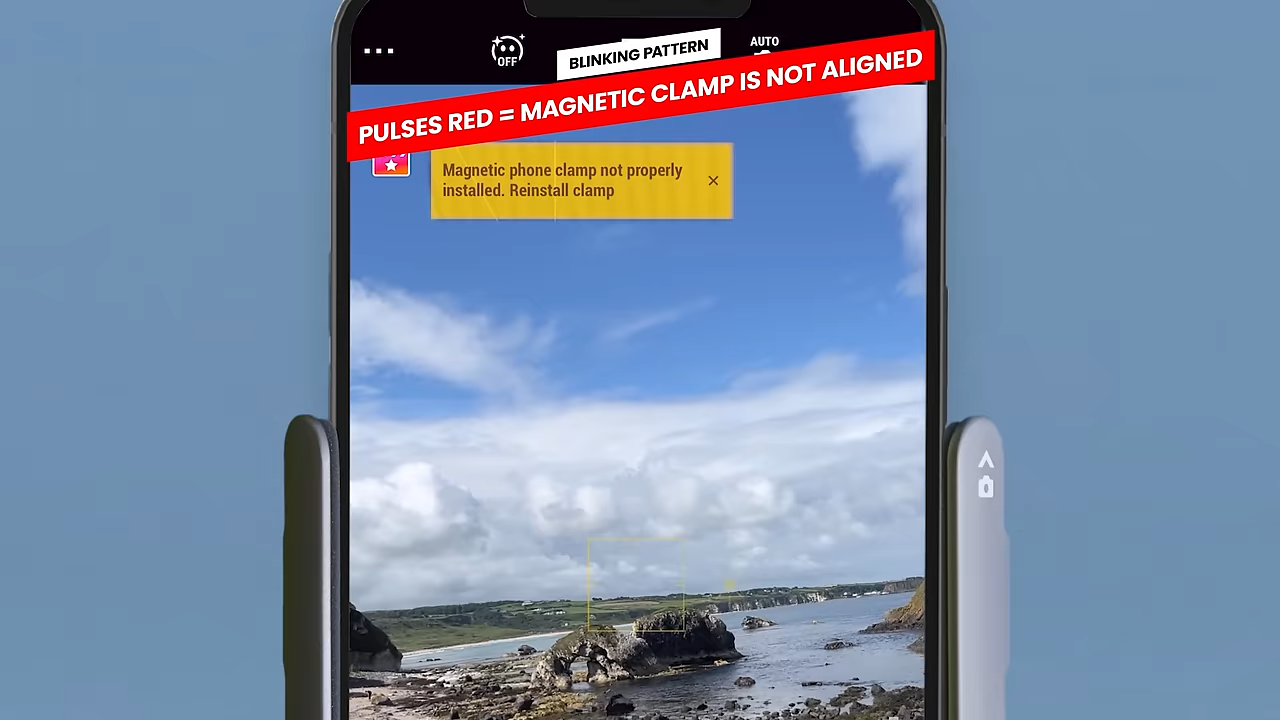 BLINKING PATTERN
PULSES RED = MAGNETIC CLAMP IS NOT ALIGNED
OFF
AUTO
Magnetic phone clamp not properly
installed. Reinstall clamp